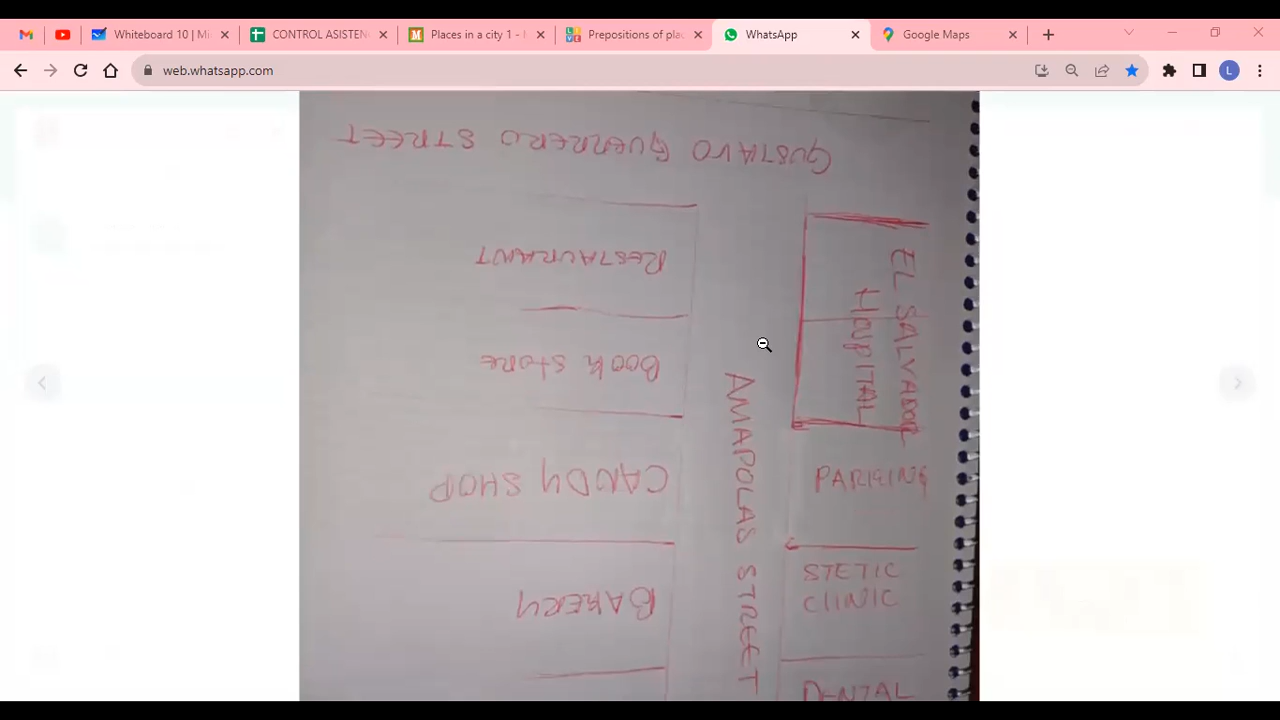 Whiteboard 10 | Mi
CONTROL ASISTEN
Places in a city 1 -
Prepositions of pla
WhatsApp
Google Maps
web.whatsapp.com
L
GUSTAVO GUERRERO STREET
RESTAURANT
BOOK STORE
CANDY SHOP
BAKERY
AMAPOLAS STREET
EL SALVADOR
HOSPITAL
PARKING
STETIC
CLINIC
DENTAL